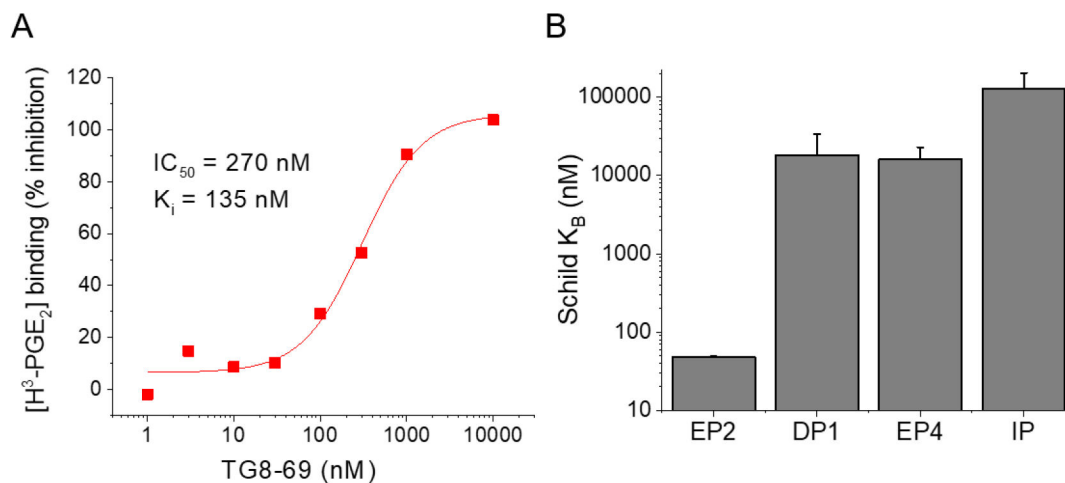 A
[H³-PGE₂] binding (% inhibition)
120
100
80
60
40
20
0
IC₅₀ = 270 nM
Kᵢ = 135 nM
1 10 100 1000 10000
TG8-69 (nM)
B
Schild K_B (nM)
100000
10000
1000
100
10
EP2 DP1 EP4 IP